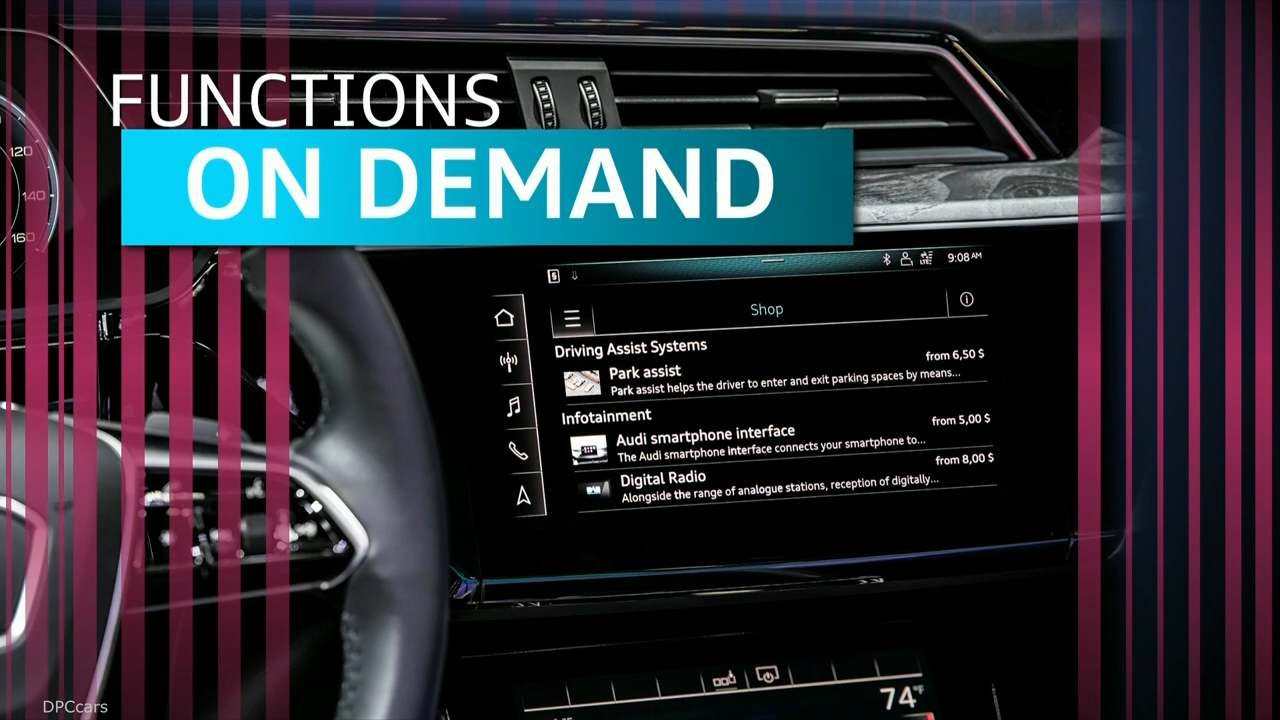 FUNCTIONS
ON DEMAND
120
140
160
LTE
9:08 AM
Shop
Driving Assist Systems
Park assist
from 6,50 $
Park assist helps the driver to enter and exit parking spaces by means...
Infotainment
Audi smartphone interface
from 5,00 $
The Audi smartphone interface connects your smartphone to...
Digital Radio
from 8,00 $
Alongside the range of analogue stations, reception of digitally...
74°F
DPCcars